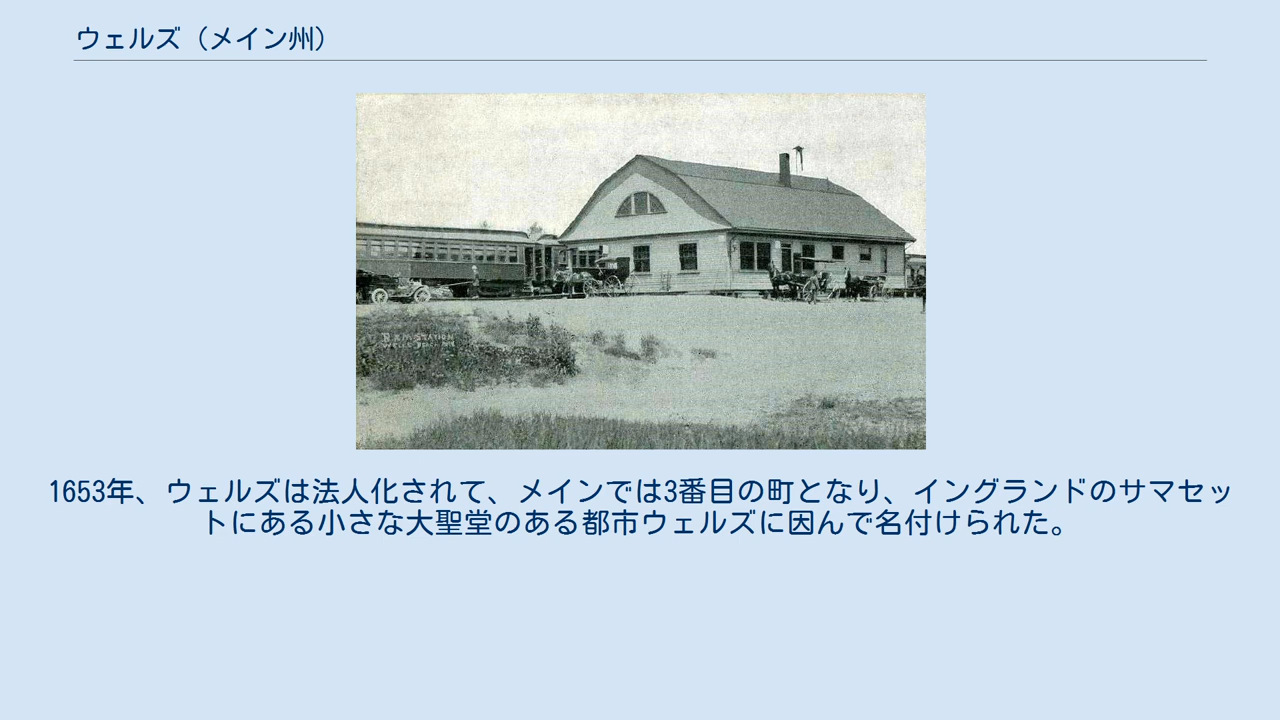 ウェルズ（メイン州）
B & M STATION
WELLS BEACH, ME.
1653年、ウェルズは法人化されて、メインでは3番目の町となり、イングランドのサマセッ
トにある小さな大聖堂のある都市ウェルズに因んで名付けられた。